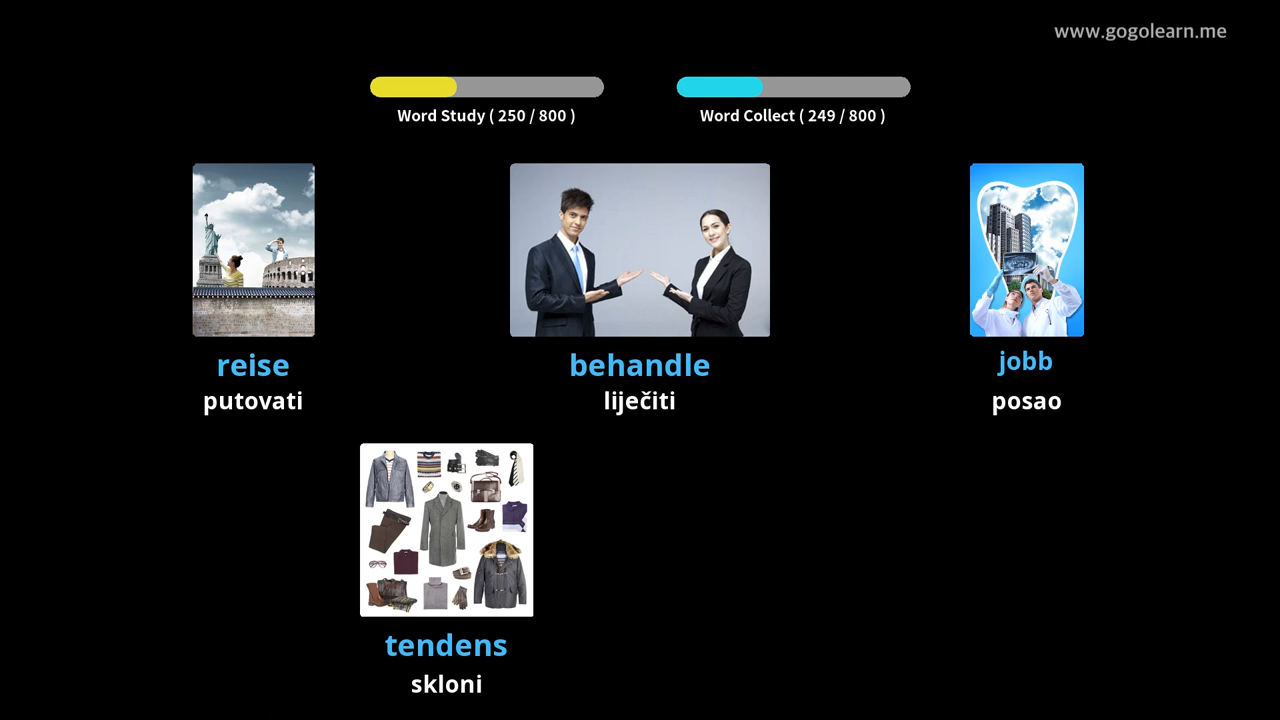 www.gogolearn.me
Word Study ( 250 / 800 )
Word Collect ( 249 / 800 )
reise
putovati
behandle
liječiti
jobb
posao
tendens
skloni